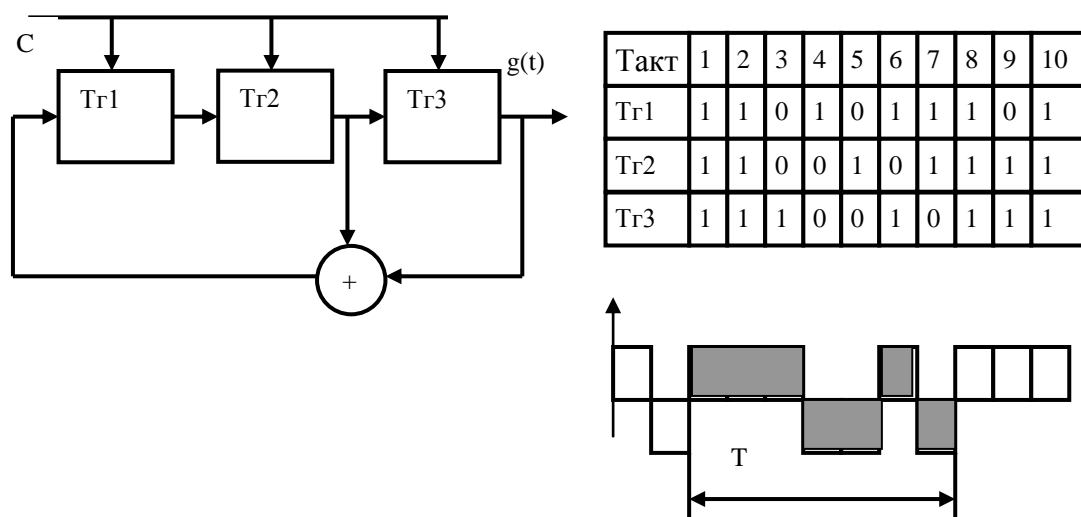 C
Тг1
Тг2
Тг3
g(t)
+
Такт 1 2 3 4 5 6 7 8 9 10
Тг1 1 1 0 1 0 1 1 1 0 1
Тг2 1 1 0 0 1 0 1 1 1 1
Тг3 1 1 1 0 0 1 0 1 1 1
T